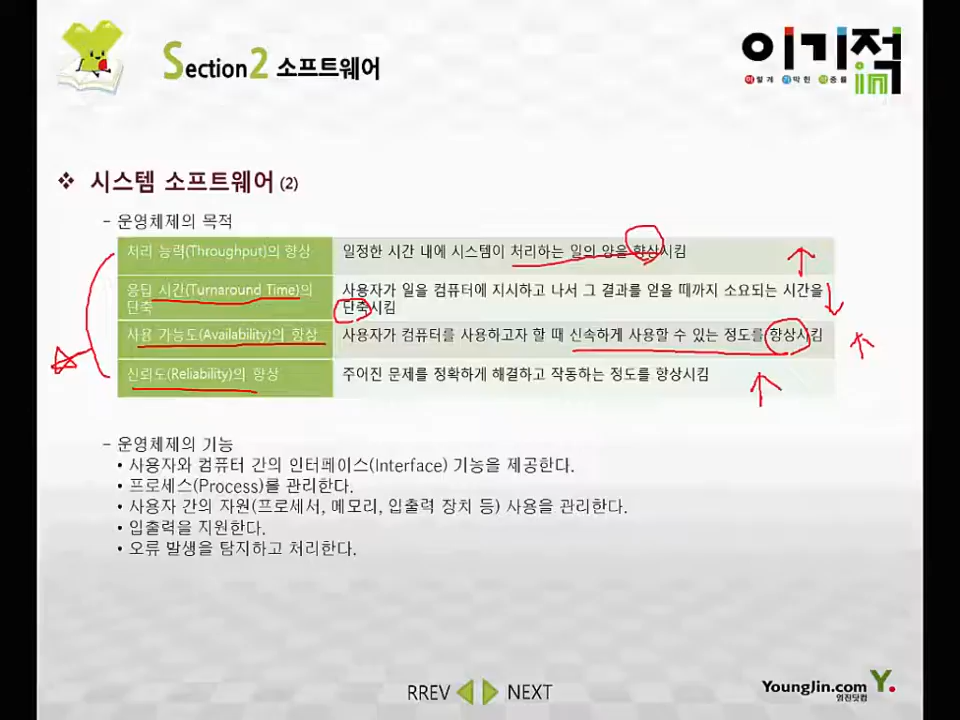 Section2 소프트웨어
이기적in
이렇게 기막힌 적중률
❖ 시스템 소프트웨어 (2)
- 운영체제의 목적
처리 능력(Throughput)의 향상 일정한 시간 내에 시스템이 처리하는 일의 양을 향상시킴
응답 시간(Turnaround Time)의 단축 사용자가 일을 컴퓨터에 지시하고 나서 그 결과를 얻을 때까지 소요되는 시간을 단축시킴
사용 가능도(Availability)의 향상 사용자가 컴퓨터를 사용하고자 할 때 신속하게 사용할 수 있는 정도를 향상시킴
신뢰도(Reliability)의 향상 주어진 문제를 정확하게 해결하고 작동하는 정도를 향상시킴
- 운영체제의 기능
• 사용자와 컴퓨터 간의 인터페이스(Interface) 기능을 제공한다.
• 프로세스(Process)를 관리한다.
• 사용자 간의 자원(프로세서, 메모리, 입출력 장치 등) 사용을 관리한다.
• 입출력을 지원한다.
• 오류 발생을 탐지하고 처리한다.
RREV NEXT
YoungJin.com Y.
영진닷컴